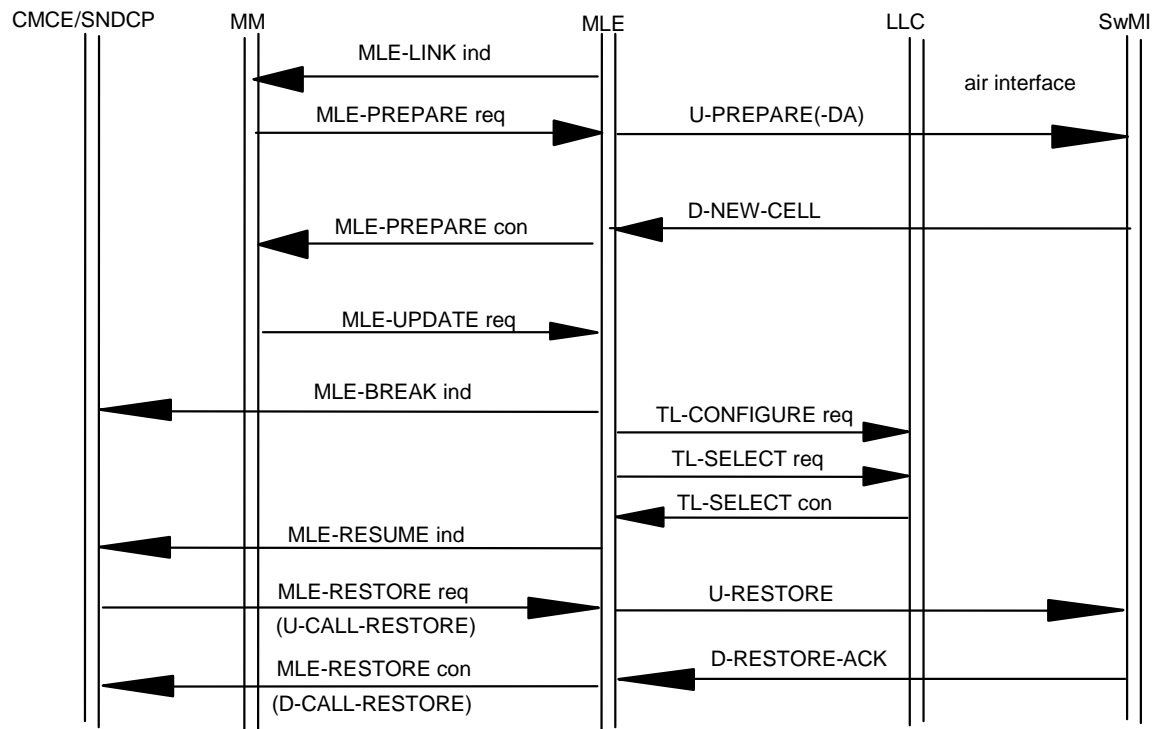 CMCE/SNDCP MM MLE LLC SwMI
MLE-LINK ind
air interface
MLE-PREPARE req U-PREPARE(-DA)
D-NEW-CELL
MLE-PREPARE con
MLE-UPDATE req
MLE-BREAK ind
TL-CONFIGURE req
TL-SELECT req
TL-SELECT con
MLE-RESUME ind
MLE-RESTORE req U-RESTORE
(U-CALL-RESTORE)
D-RESTORE-ACK
MLE-RESTORE con
(D-CALL-RESTORE)